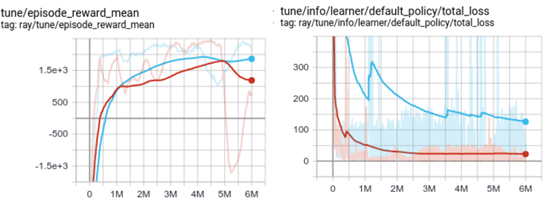 tune/episode_reward_mean
tag: ray/tune/episode_reward_mean
1.5e+3
500
-500
-1.5e+3
0 1M 2M 3M 4M 5M 6M
tune/info/learner/default_policy/total_loss
tag: ray/tune/info/learner/default_policy/total_loss
300
200
100
0
0 1M 2M 3M 4M 5M 6M